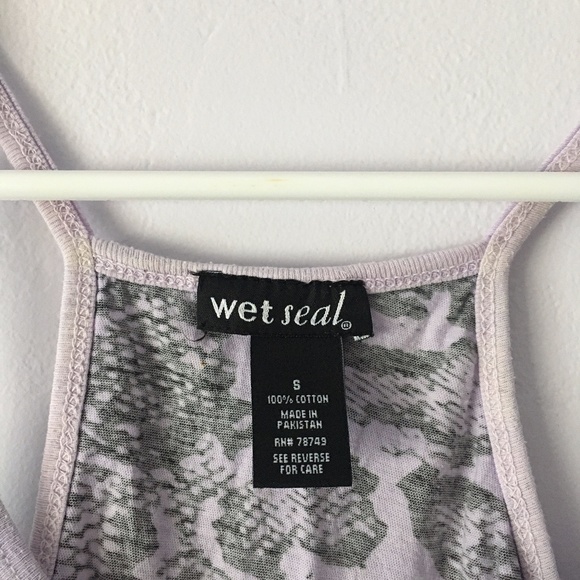 wet seal®
S
100% COTTON
MADE IN
PAKISTAN
RN# 78749
SEE REVERSE
FOR CARE